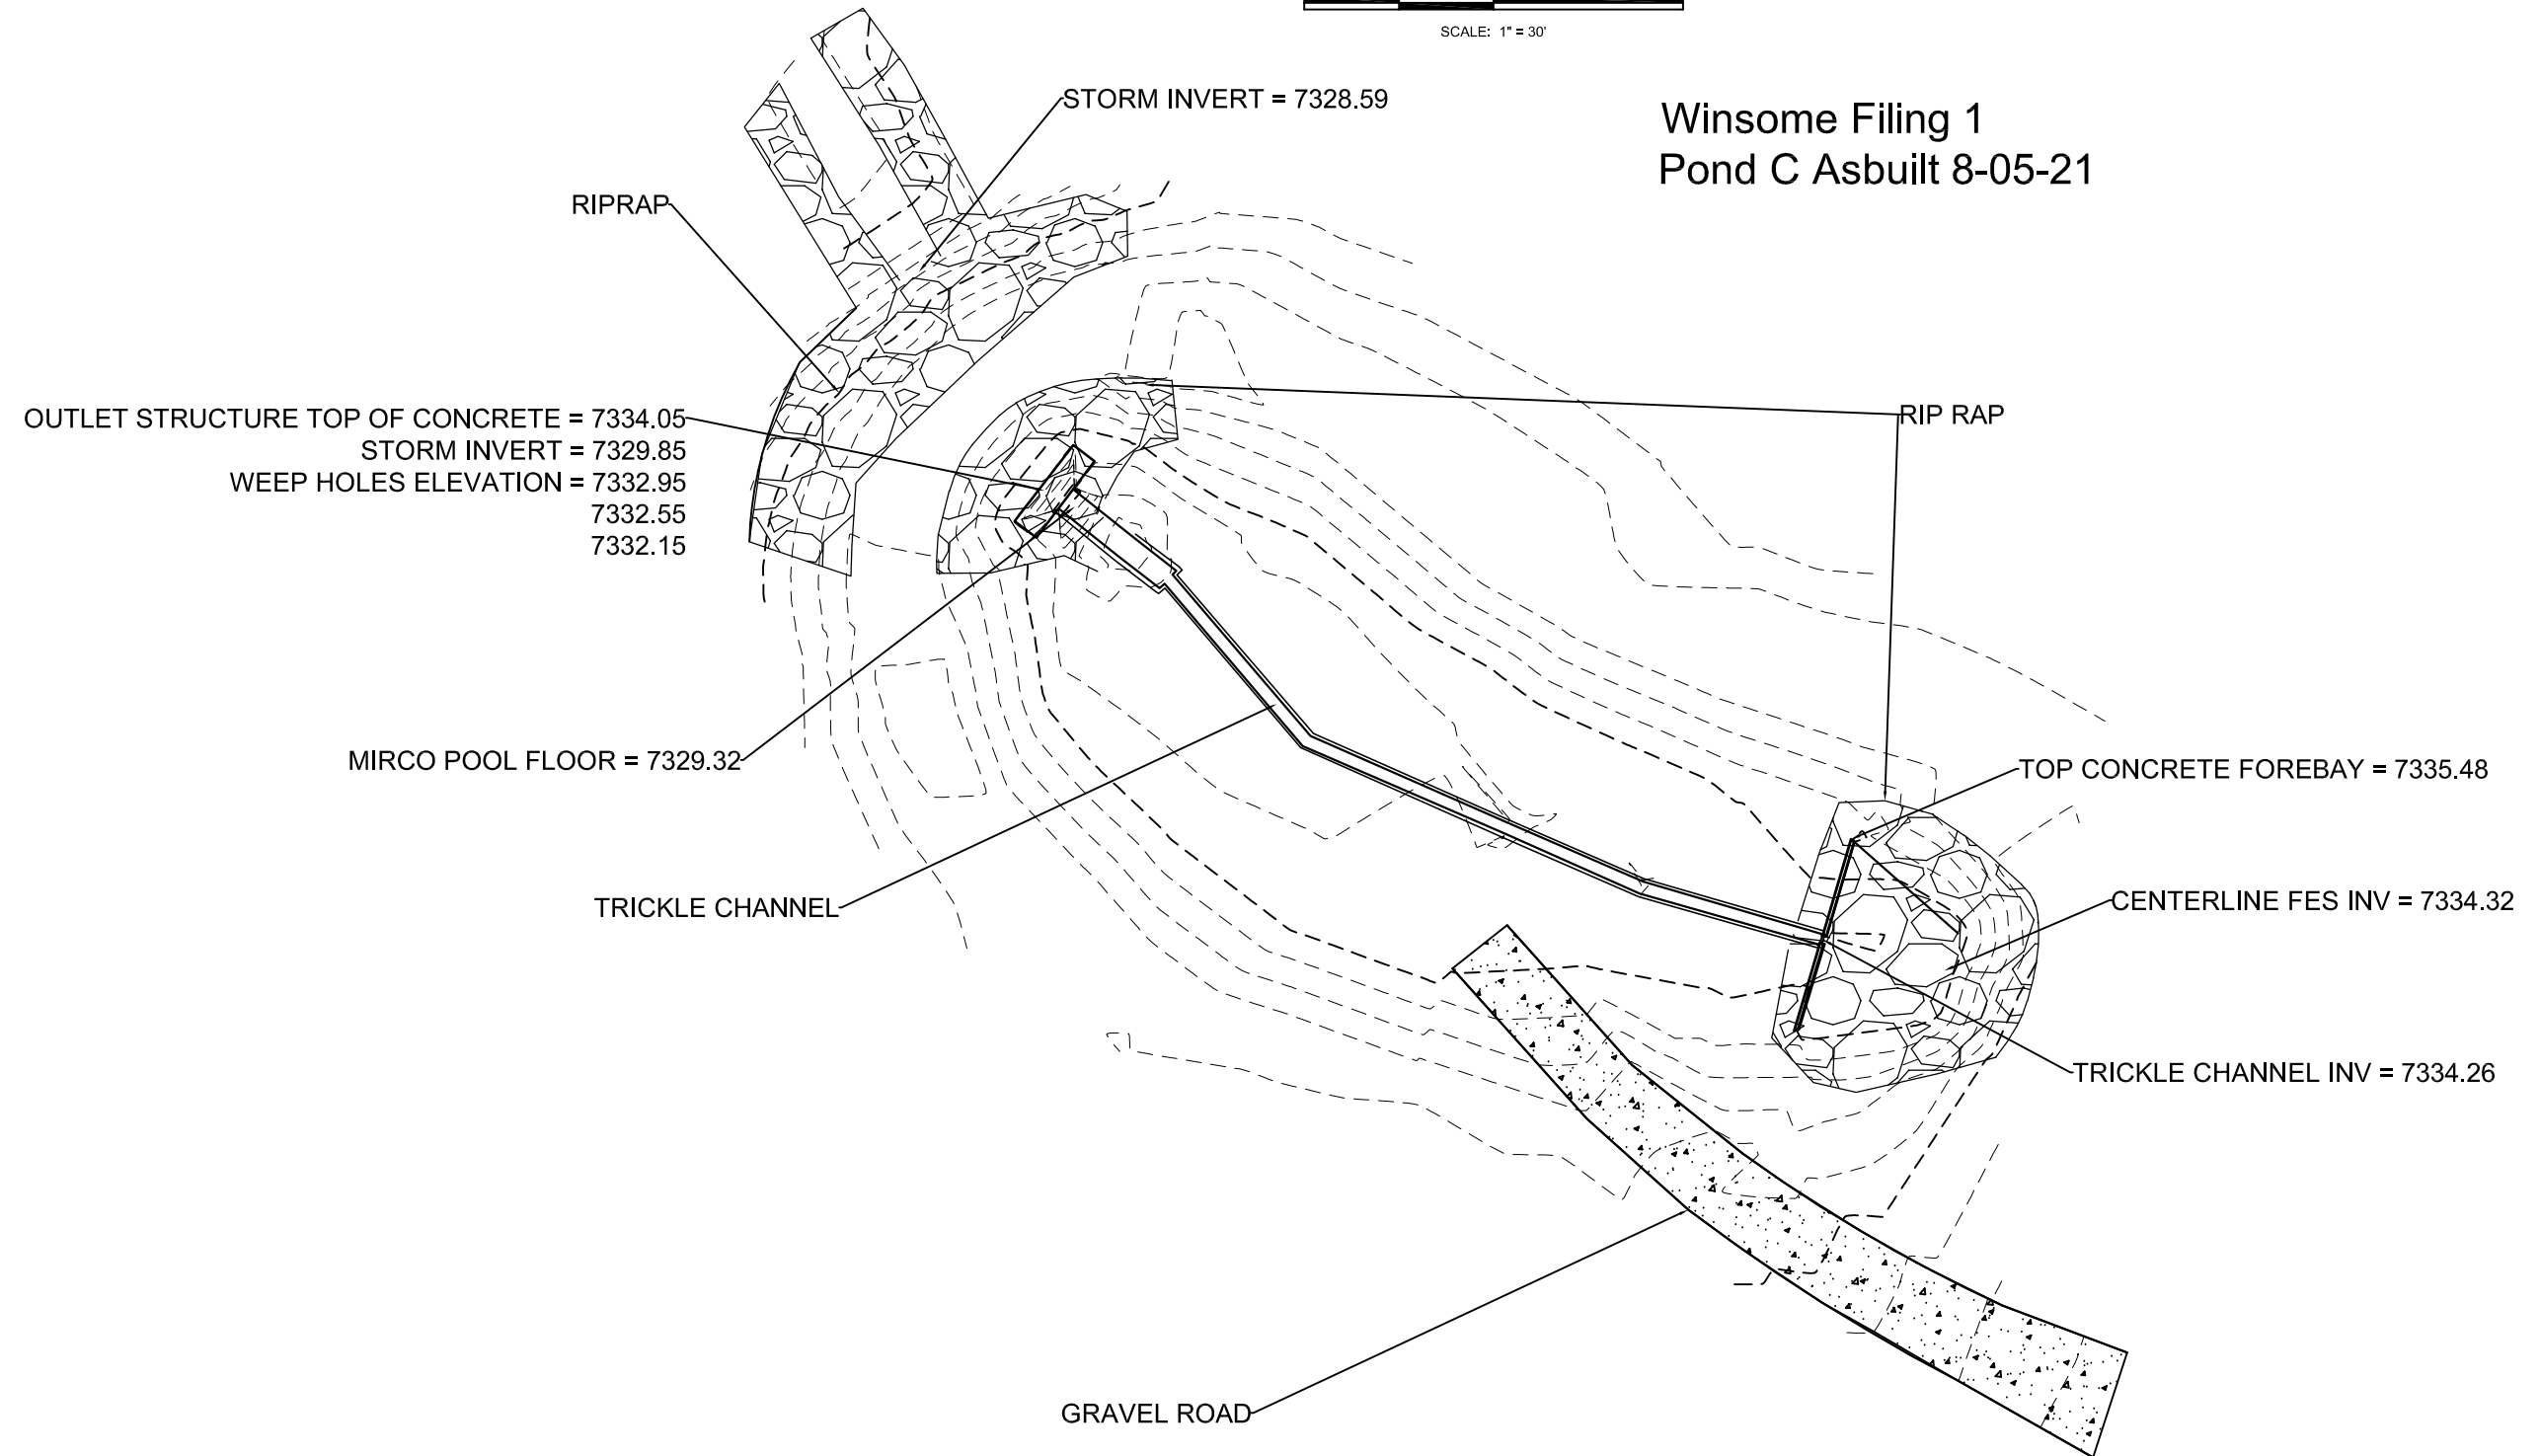 SCALE: 1" = 30'
STORM INVERT = 7328.59
Winsome Filing 1
Pond C Asbuilt 8-05-21
RIPRAP
OUTLET STRUCTURE TOP OF CONCRETE = 7334.05
STORM INVERT = 7329.85
WEEP HOLES ELEVATION = 7332.95
7332.55
7332.15
RIP RAP
MIRCO POOL FLOOR = 7329.32
TOP CONCRETE FOREBAY = 7335.48
TRICKLE CHANNEL
CENTERLINE FES INV = 7334.32
TRICKLE CHANNEL INV = 7334.26
GRAVEL ROAD